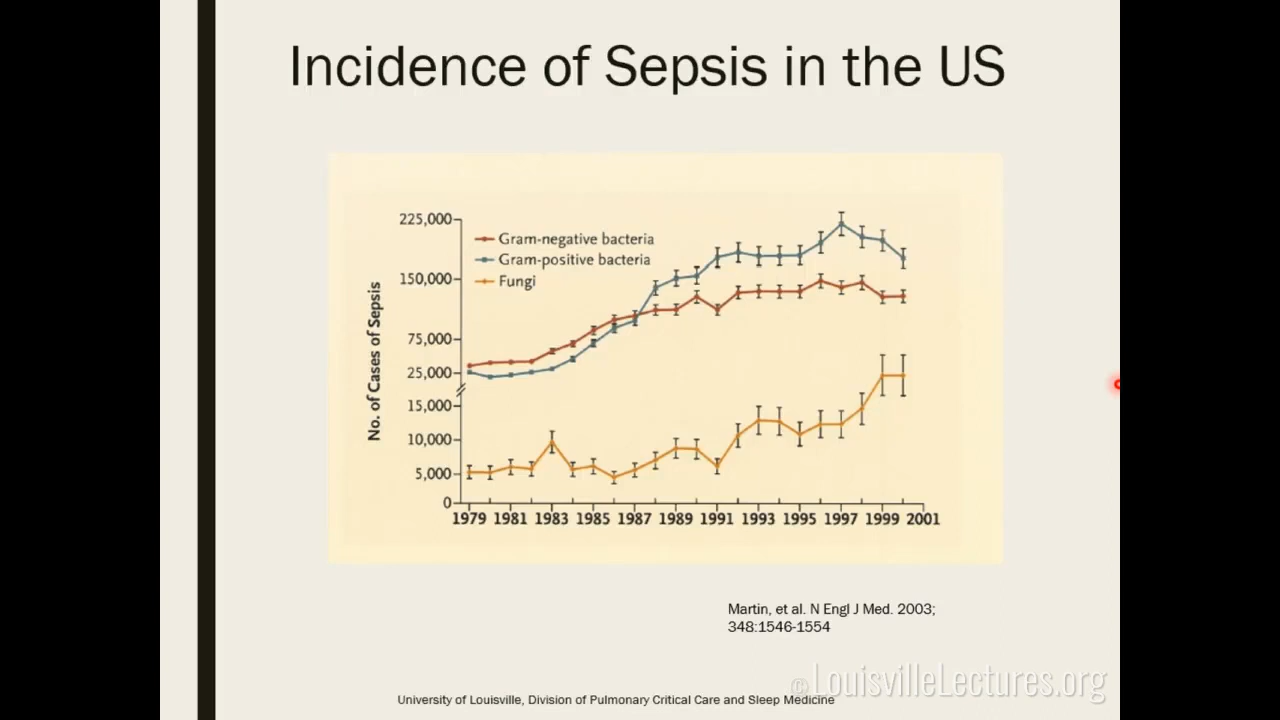 Incidence of Sepsis in the US
No. of Cases of Sepsis
225,000
150,000
75,000
25,000
15,000
10,000
5,000
0
Gram-negative bacteria
Gram-positive bacteria
Fungi
1979 1981 1983 1985 1987 1989 1991 1993 1995 1997 1999 2001
Martin, et al. N Engl J Med. 2003;
348:1546-1554
©LouisvilleLectures.org
University of Louisville, Division of Pulmonary Critical Care and Sleep Medicine